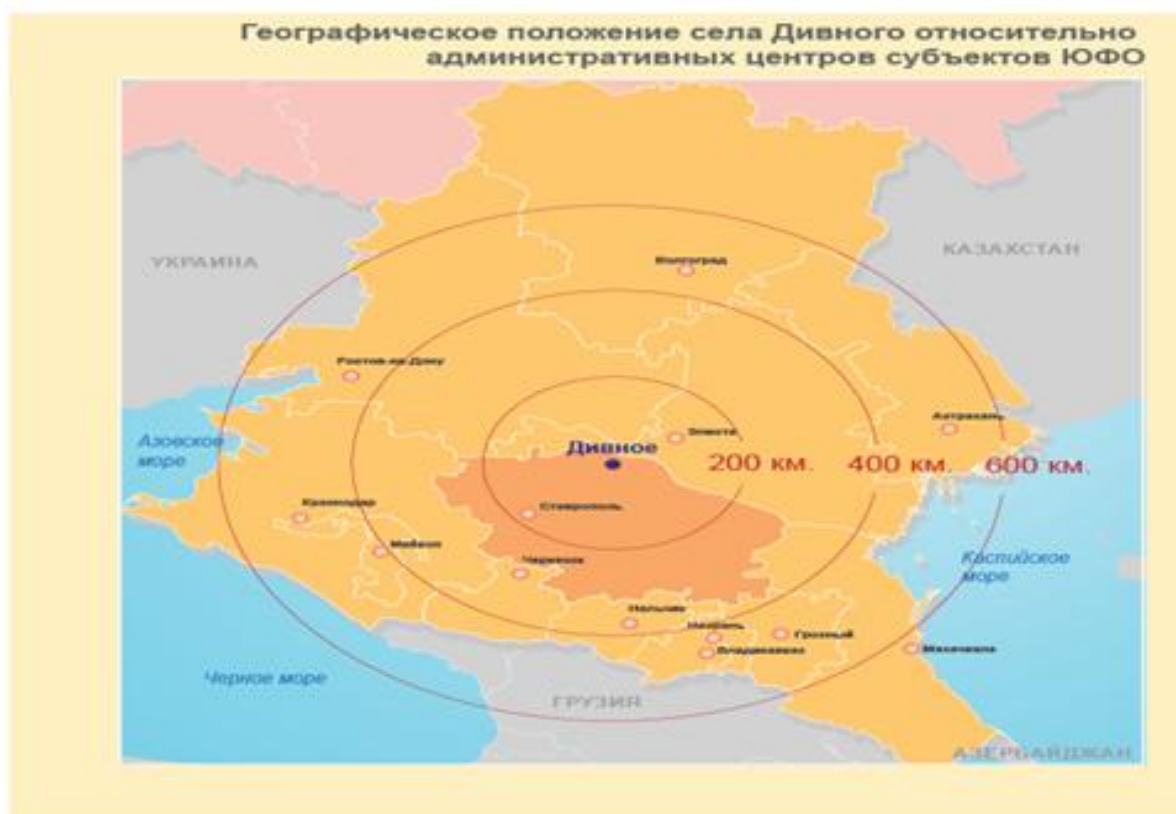 Географическое положение села Дивного относительно
административных центров субъектов ЮФО
УКРАИНА
КАЗАХСТАН
Волгоград
Ростов-на-Дону
Астрахань
Элиста
Азовское
море
Дивное
200 км.
400 км.
600 км.
Краснодар
Ставрополь
Майкоп
Черкесск
Каспийское
море
Нальчик
Назрань
Грозный
Владикавказ
Махачкала
Черное море
ГРУЗИЯ
АЗЕРБАЙДЖАН